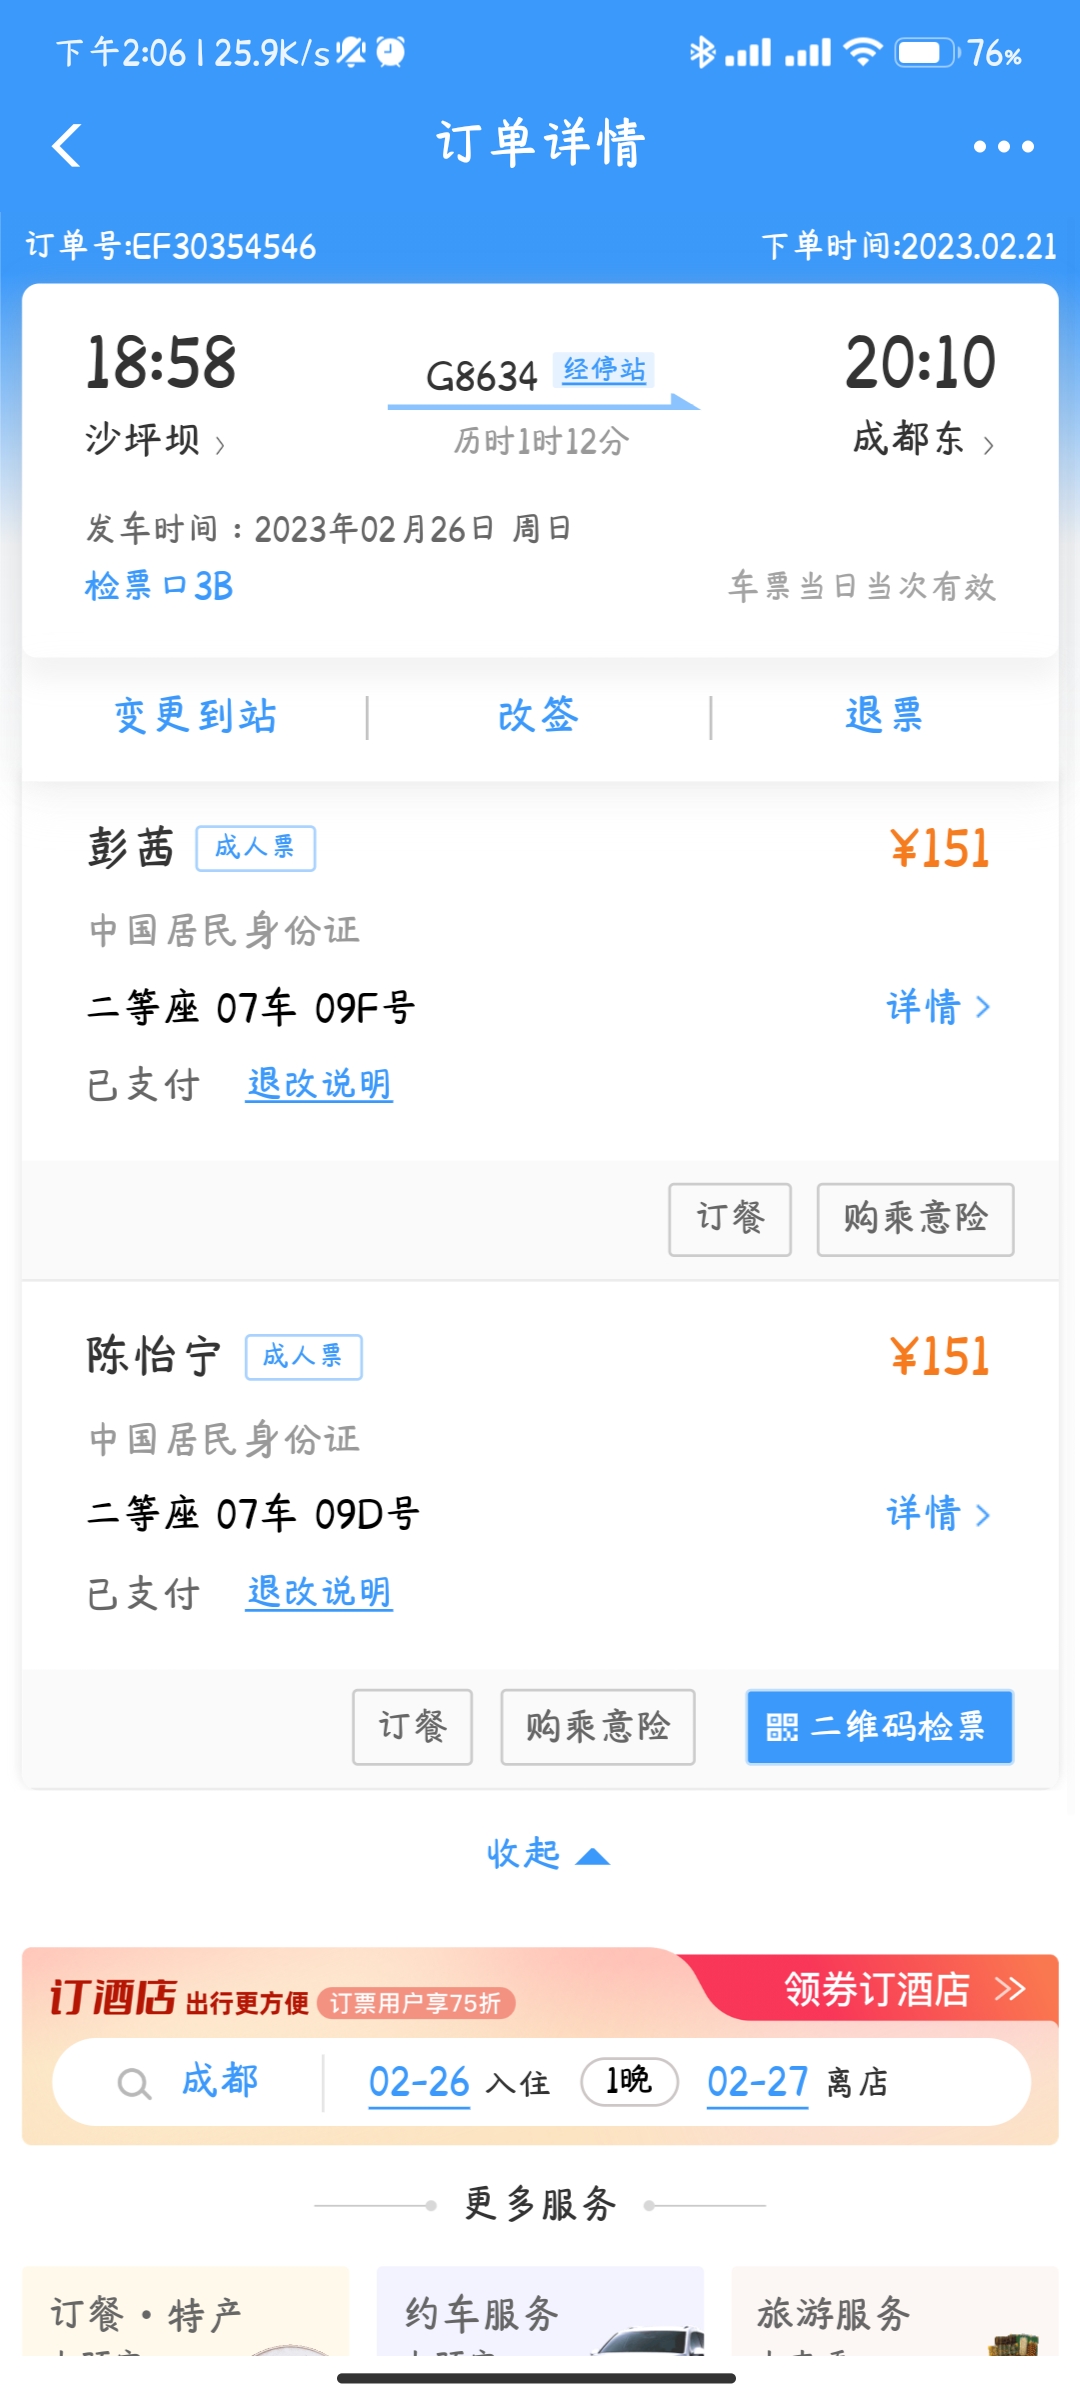 下午2:06 | 25.9K/s
76%
订单详情
订单号:EF30354546
下单时间:2023.02.21
18:58
G8634 经停站
20:10
沙坪坝
历时1时12分
成都东
发车时间：2023年02月26日 周日
检票口3B
车票当日当次有效
变更到站
改签
退票
彭茜 成人票
¥151
中国居民身份证
二等座 07车 09F号
详情
已支付 退改说明
订餐
购乘意险
陈怡宁 成人票
¥151
中国居民身份证
二等座 07车 09D号
详情
已支付 退改说明
订餐
购乘意险
二维码检票
收起
订酒店 出行更方便 订票用户享75折
领券订酒店
成都 02-26 入住 1晚 02-27 离店
更多服务
订餐·特产
约车服务
旅游服务